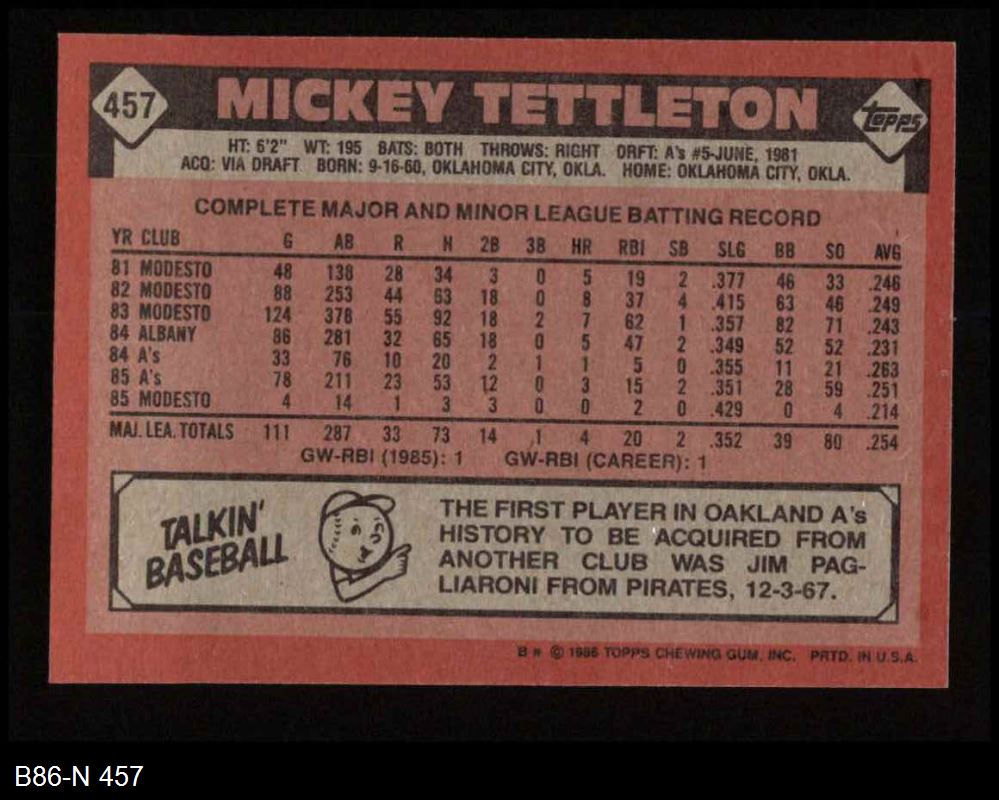 457 MICKEY TETTLETON TOPPS
HT: 6'2" WT: 195 BATS: BOTH THROWS: RIGHT DRFT: A's #5-JUNE, 1981
ACQ: VIA DRAFT BORN: 9-16-60, OKLAHOMA CITY, OKLA. HOME: OKLAHOMA CITY, OKLA.
COMPLETE MAJOR AND MINOR LEAGUE BATTING RECORD
YR CLUB G AB R H 2B 3B HR RBI SB SLG BB SO AVG
81 MODESTO 48 138 28 34 3 0 5 19 2 .377 46 33 .246
82 MODESTO 88 253 44 63 18 0 8 37 4 .415 63 46 .249
83 MODESTO 124 378 55 92 18 2 7 62 1 .357 82 71 .243
84 ALBANY 86 281 32 65 18 0 5 47 2 .349 52 52 .231
84 A's 33 76 10 20 2 1 1 5 0 .355 11 21 .263
85 A's 78 211 23 53 12 0 3 15 2 .351 28 59 .251
85 MODESTO 4 14 1 3 3 0 0 2 0 .429 0 4 .214
MAJ. LEA. TOTALS 111 287 33 73 14 1 4 20 2 .352 39 80 .254
GW-RBI (1985): 1 GW-RBI (CAREER): 1
TALKIN'
BASEBALL
THE FIRST PLAYER IN OAKLAND A's
HISTORY TO BE ACQUIRED FROM
ANOTHER CLUB WAS JIM PAG-
LIARONI FROM PIRATES, 12-3-67.
© 1986 TOPPS CHEWING GUM, INC. PRTD. IN U.S.A.
B86-N 457